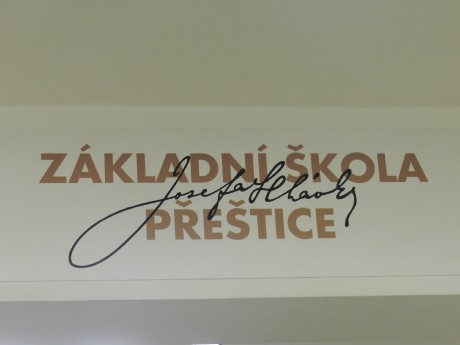 ZÁKLADNÍ ŠKOLA
Josefa Hlávky
PŘEŠTICE